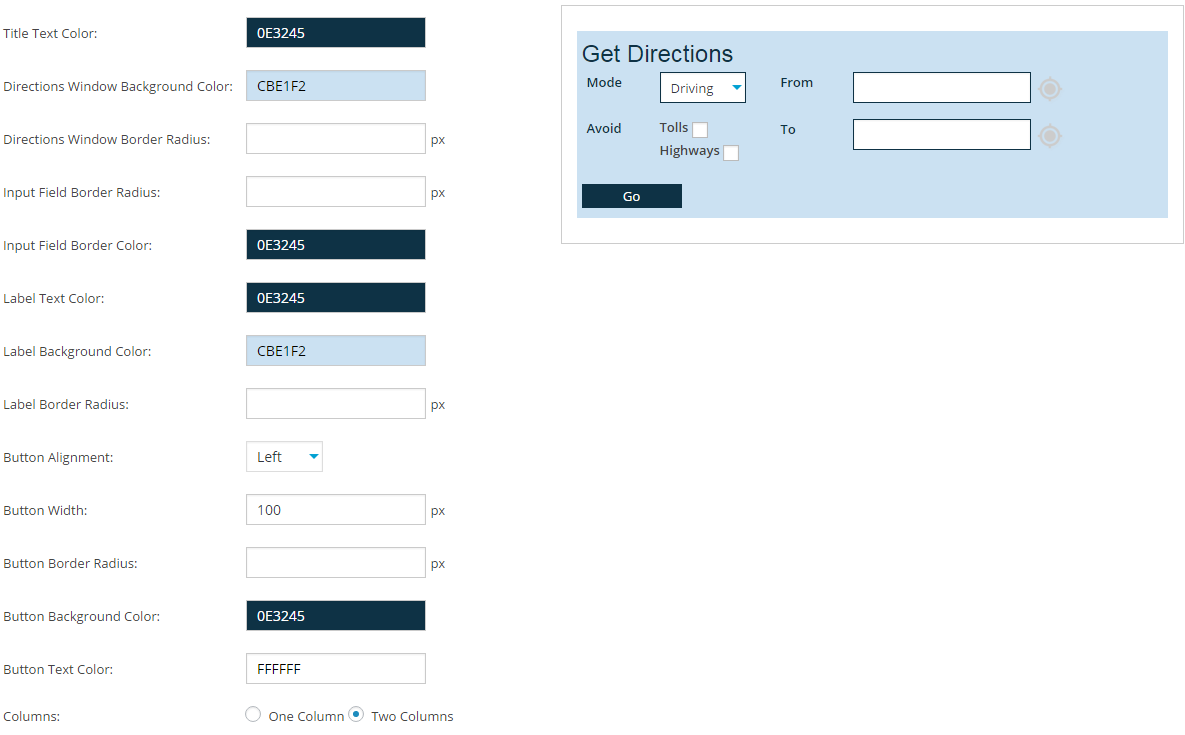 Title Text Color: 0E3245
Directions Window Background Color: CBE1F2
Directions Window Border Radius: px
Input Field Border Radius: px
Input Field Border Color: 0E3245
Label Text Color: 0E3245
Label Background Color: CBE1F2
Label Border Radius: px
Button Alignment: Left
Button Width: 100 px
Button Border Radius: px
Button Background Color: 0E3245
Button Text Color: FFFFFF
Columns: One Column Two Columns
Get Directions
Mode Driving From
Avoid Tolls To
Highways
Go